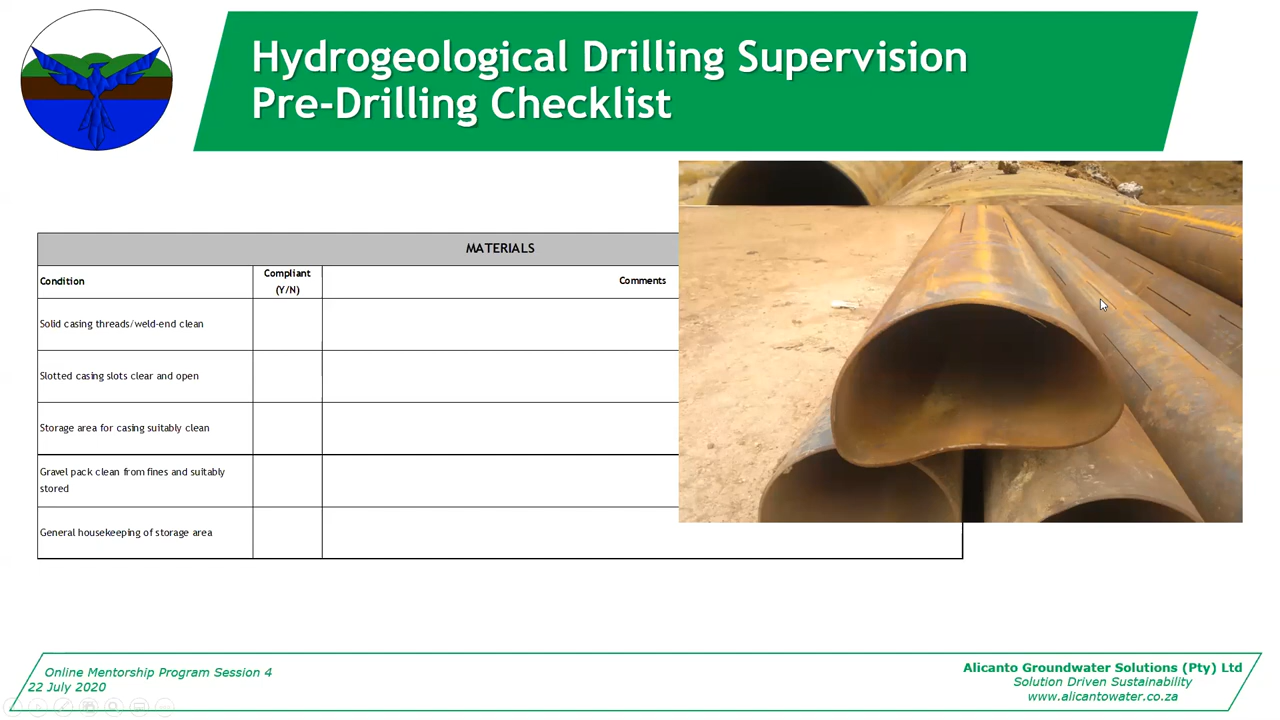 Hydrogeological Drilling Supervision
Pre-Drilling Checklist
MATERIALS
Condition
Compliant
(Y/N)
Comments
Solid casing threads/weld-end clean
Slotted casing slots clear and open
Storage area for casing suitably clean
Gravel pack clean from fines and suitably
stored
General housekeeping of storage area
Online Mentorship Program Session 4
22 July 2020
Alicanto Groundwater Solutions (Pty) Ltd
Solution Driven Sustainability
www.alicantowater.co.za